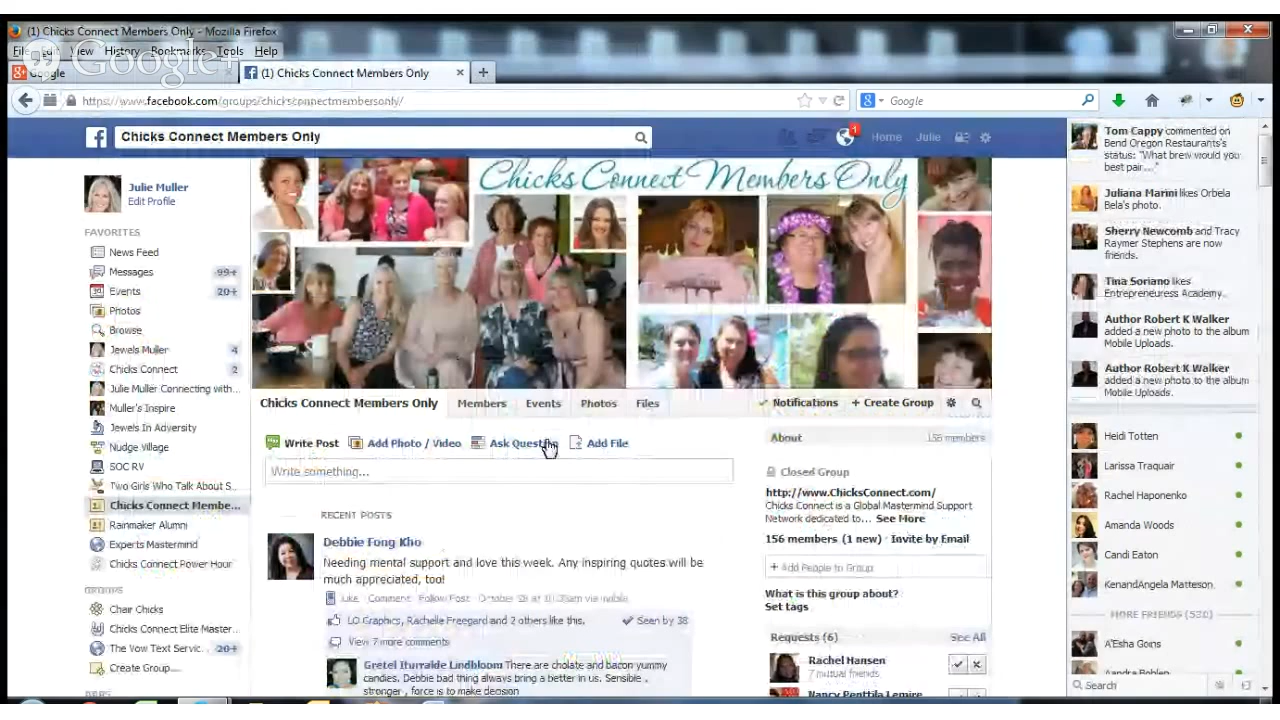 (1) Chicks Connect Members Only - Mozilla Firefox
View History Bookmarks Tools Help
Google+
(1) Chicks Connect Members Only
https://www.facebook.com/groups/chicksconnectmembersonly/
Google
Chicks Connect Members Only
1
Home
Julie
Julie Muller
Edit Profile
FAVORITES
News Feed
Messages 99+
Events 20+
Photos
Browse
Jewels Muller 4
Chicks Connect 2
Julie Muller Connecting with...
Muller's Inspire
Jewels In Adversity
Nudge Village
SOC RV
Two Girls Who Talk About S...
Chicks Connect Membe...
Rainmaker Alumni
Experts Mastermind
Chicks Connect Power Hour
GROUPS
Chair Chicks
Chicks Connect Elite Master...
The Vow Text Servic... 20+
Create Group...
Chicks Connect Members Only
Chicks Connect Members Only Members Events Photos Files
Notifications + Create Group
Write Post Add Photo / Video Ask Question Add File
Write something...
RECENT POSTS
Debbie Fong Kho
Needing mental support and love this week. Any inspiring quotes will be
much appreciated, too!
Like Comment Follow Post
via mobile
LO Graphics, Rachelle Freegard and 2 others like this. Seen by 38
View 7 more comments
Gretel Iturralde Lindbloom There are cholate and bacon yummy
candies. Debbie bad thing always bring a better in us. Sensible ,
stronger , force is to make decision
About 156 members
Closed Group
http://www.ChicksConnect.com/
Chicks Connect is a Global Mastermind Support
Network dedicated to... See More
156 members (1 new) · Invite by Email
+ Add People to Group
What is this group about?
Set tags
Requests (6) See All
Rachel Hansen
7 mutual friends
Nancy Penttila Lemire
Tom Cappy commented on
Bend Oregon Restaurants's
status: "What brew would you
best pair..."
Juliana Marini likes Orbela
Bela's photo.
Sherry Newcomb and Tracy
Raymer Stephens are now
friends.
Tina Soriano likes
Entrepreneuress Academy.
Author Robert K Walker
added a new photo to the album
Mobile Uploads.
Author Robert K Walker
added a new photo to the album
Mobile Uploads.
Heidi Totten
Larissa Traquair
Rachel Haponenko
Amanda Woods
Candi Eaton
KenandAngela Matteson
MORE FRIENDS (530)
A'Esha Goins
Search